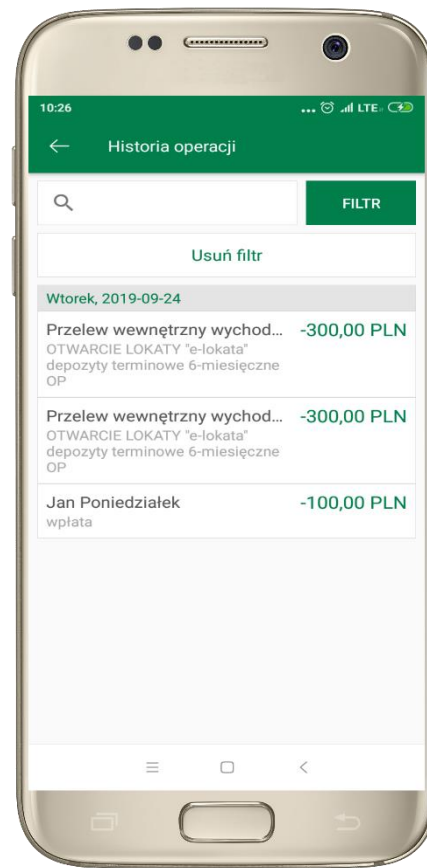 10:26
... LTE
Historia operacji
FILTR
Usuń filtr
Wtorek, 2019-09-24
Przelew wewnętrzny wychod... -300,00 PLN
OTWARCIE LOKATY "e-lokata"
depozyty terminowe 6-miesięczne
OP
Przelew wewnętrzny wychod... -300,00 PLN
OTWARCIE LOKATY "e-lokata"
depozyty terminowe 6-miesięczne
OP
Jan Poniedziałek -100,00 PLN
wpłata